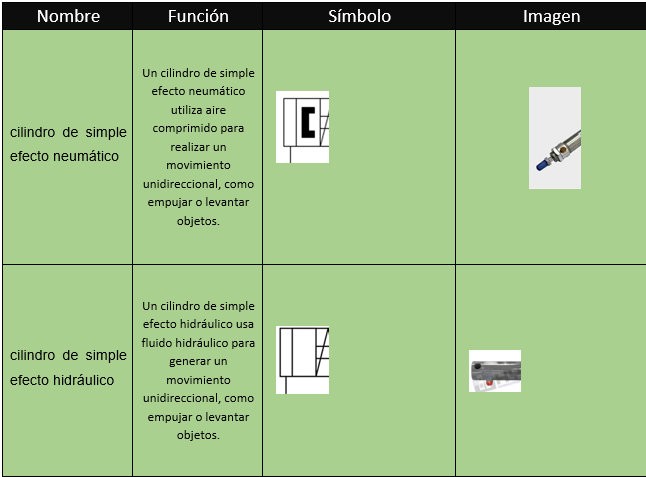 Nombre
Función
Símbolo
Imagen
cilindro de simple
efecto neumático
Un cilindro de simple
efecto neumático
utiliza aire
comprimido para
realizar un
movimiento
unidireccional, como
empujar o levantar
objetos.
cilindro de simple
efecto hidráulico
Un cilindro de simple
efecto hidráulico usa
fluido hidráulico para
generar un
movimiento
unidireccional, como
empujar o levantar
objetos.